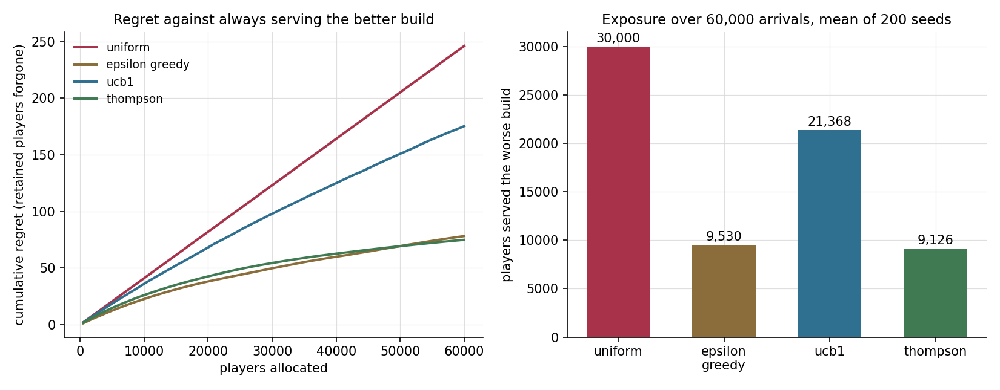 Regret against always serving the better build
cumulative regret (retained players forgone)
250
200
150
100
50
0
uniform
epsilon greedy
ucb1
thompson
0 10000 20000 30000 40000 50000 60000
players allocated
Exposure over 60,000 arrivals, mean of 200 seeds
players served the worse build
30000
25000
20000
15000
10000
5000
0
30,000
9,530
21,368
9,126
uniform epsilon ucb1 thompson
greedy